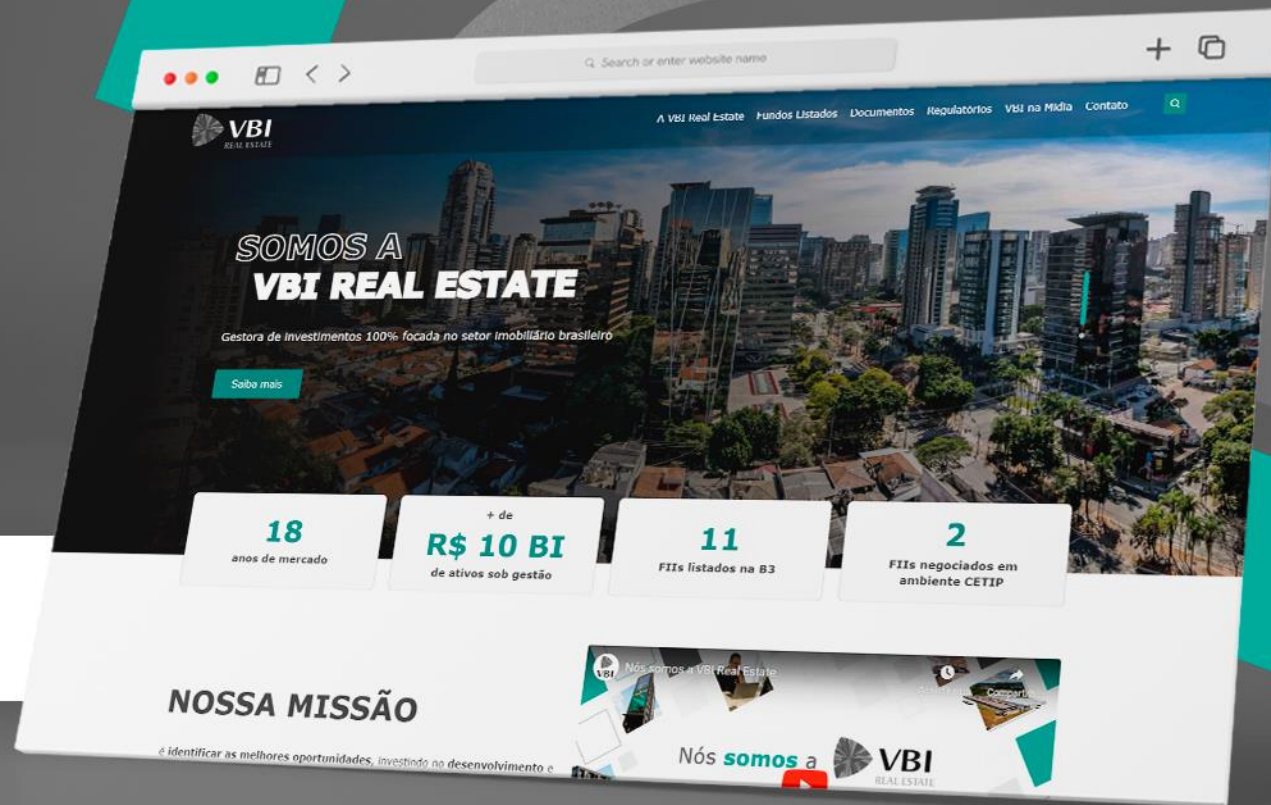 Search or enter website name
VBI
REAL ESTATE
A VBI Real Estate Fundos Listados Documentos Regulatórios VBI na Mídia Contato
SOMOS A
VBI REAL ESTATE
Gestora de investimentos 100% focada no setor imobiliário brasileiro
Saiba mais
18
anos de mercado
+ de
R$ 10 BI
de ativos sob gestão
11
FIIs listados na B3
2
FIIs negociados em
ambiente CETIP
NOSSA MISSÃO
é identificar as melhores oportunidades, investindo no desenvolvimento e
VBI
Nós somos a VBI Real Estate
Nós somos a VBI
REAL ESTATE